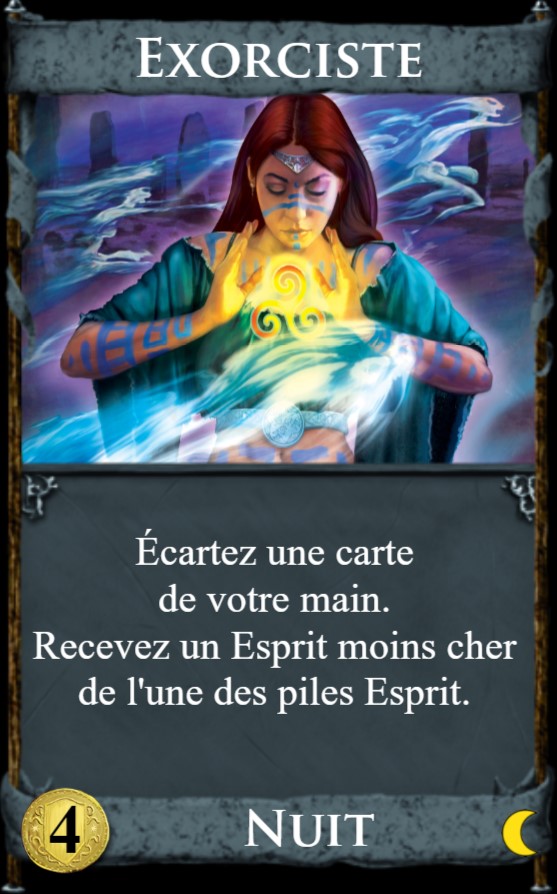 Exorciste
Écartez une carte
de votre main.
Recevez un Esprit moins cher
de l'une des piles Esprit.
4
Nuit